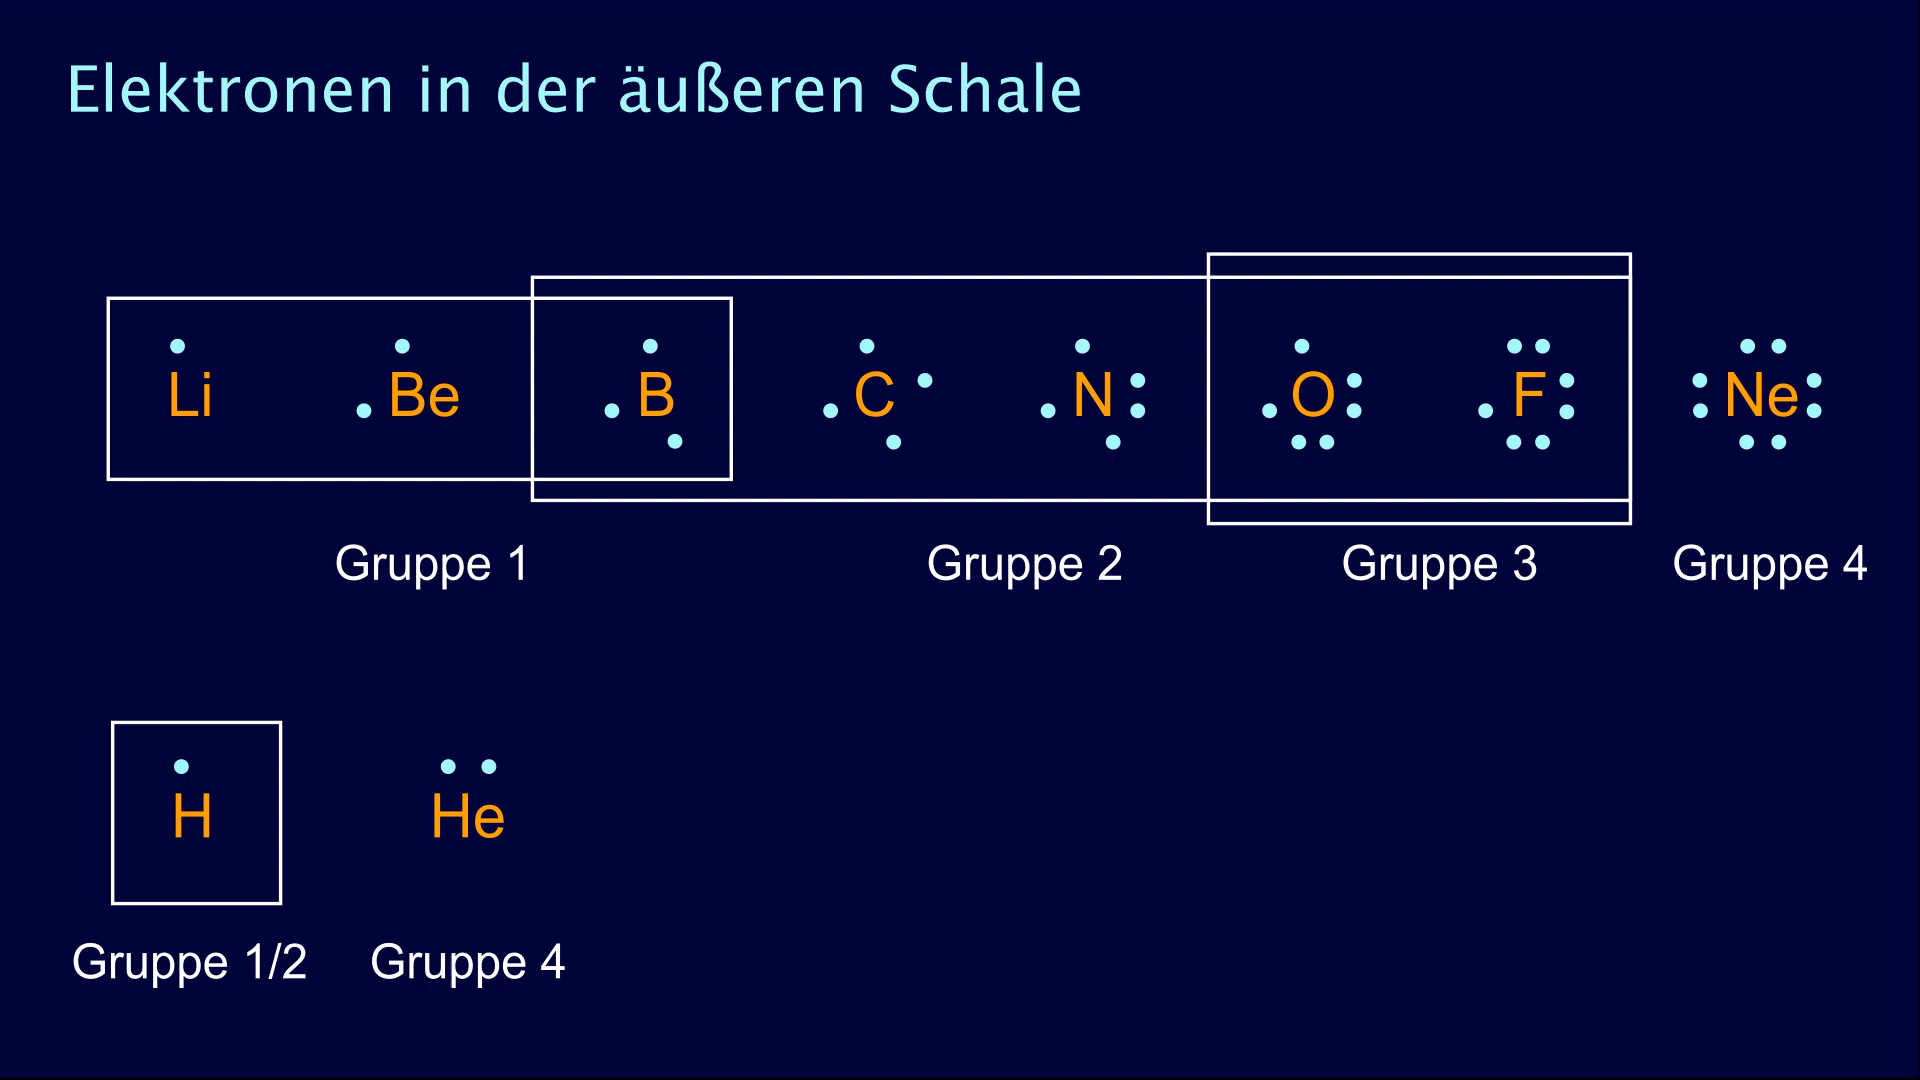 Elektronen in der äußeren Schale
Li Be B C N O F Ne
Gruppe 1 Gruppe 2 Gruppe 3 Gruppe 4
H He
Gruppe 1/2 Gruppe 4